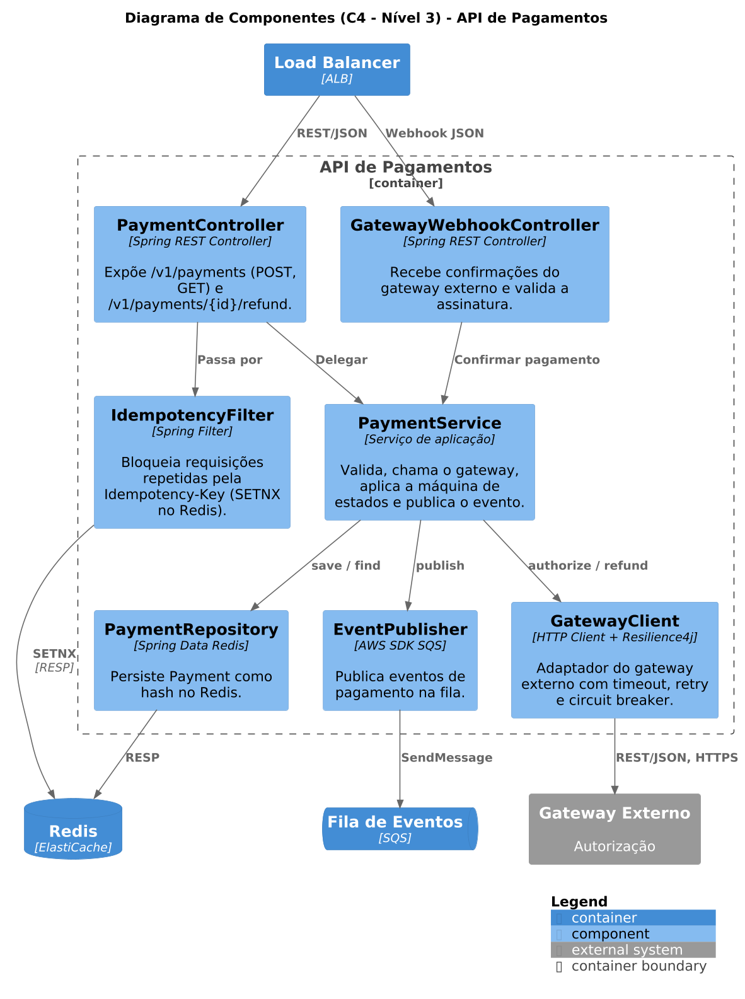 Diagrama de Componentes (C4 - Nível 3) - API de Pagamentos
Load Balancer
[ALB]
REST/JSON
Webhook JSON
API de Pagamentos
[container]
PaymentController
[Spring REST Controller]
Expõe /v1/payments (POST,
GET) e
/v1/payments/{id}/refund.
GatewayWebhookController
[Spring REST Controller]
Recebe confirmações do
gateway externo e valida a
assinatura.
Passa por
Delegar
Confirmar pagamento
IdempotencyFilter
[Spring Filter]
Bloqueia requisições
repetidas pela
Idempotency-Key (SETNX
no Redis).
PaymentService
[Serviço de aplicação]
Valida, chama o gateway,
aplica a máquina de
estados e publica o evento.
save / find
publish
authorize / refund
SETNX
[RESP]
PaymentRepository
[Spring Data Redis]
Persiste Payment como
hash no Redis.
EventPublisher
[AWS SDK SQS]
Publica eventos de
pagamento na fila.
GatewayClient
[HTTP Client + Resilience4j]
Adaptador do gateway
externo com timeout, retry
e circuit breaker.
RESP
SendMessage
REST/JSON, HTTPS
Redis
[ElastiCache]
Fila de Eventos
[SQS]
Gateway Externo
Autorização
Legend
container
component
external system
container boundary